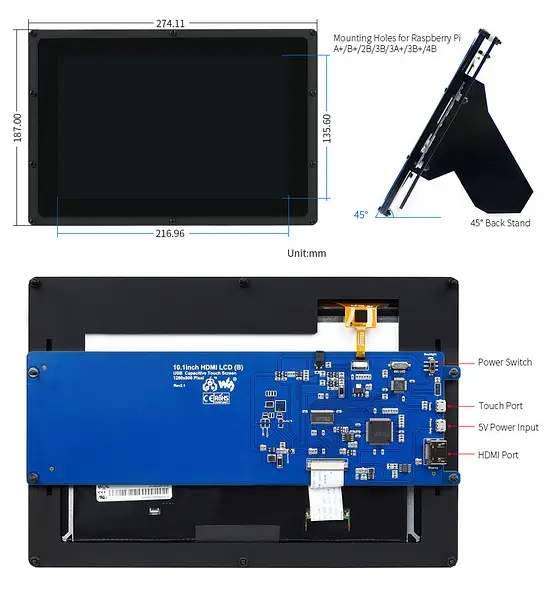 274.11
Mounting Holes for Raspberry Pi
A+/B+/2B/3B/3A+/3B+/4B
187.00
135.60
45°
216.96
45° Back Stand
Unit:mm
10.1inch HDMI LCD (B)
USB Capacitive Touch Screen
1280x800 Pixel
Rev2.1
CE RoHS
Power Switch
Touch Port
5V Power Input
HDMI Port